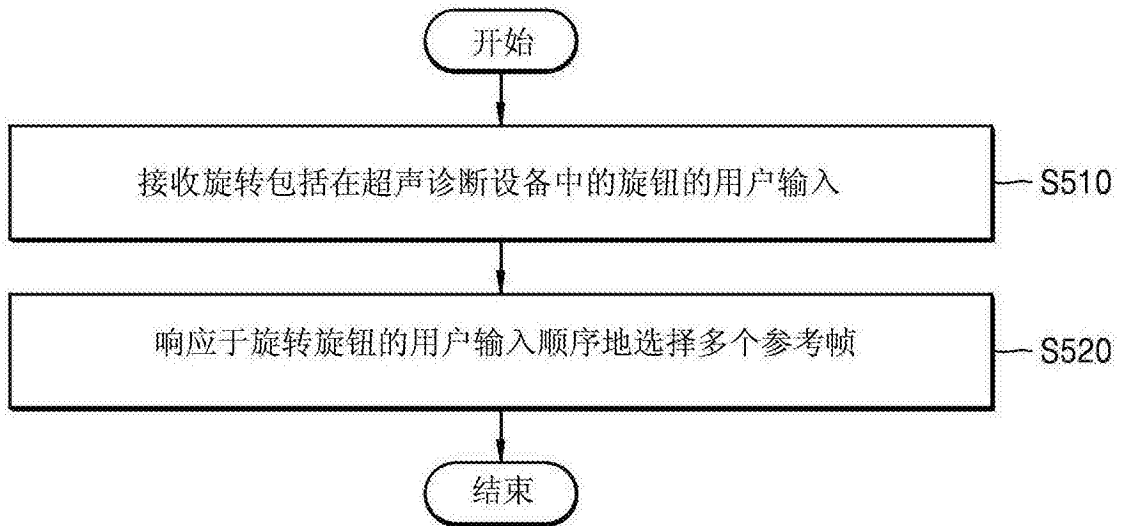 开始
接收旋转包括在超声诊断设备中的旋钮的用户输入
S510
响应于旋转旋钮的用户输入顺序地选择多个参考帧
S520
结束